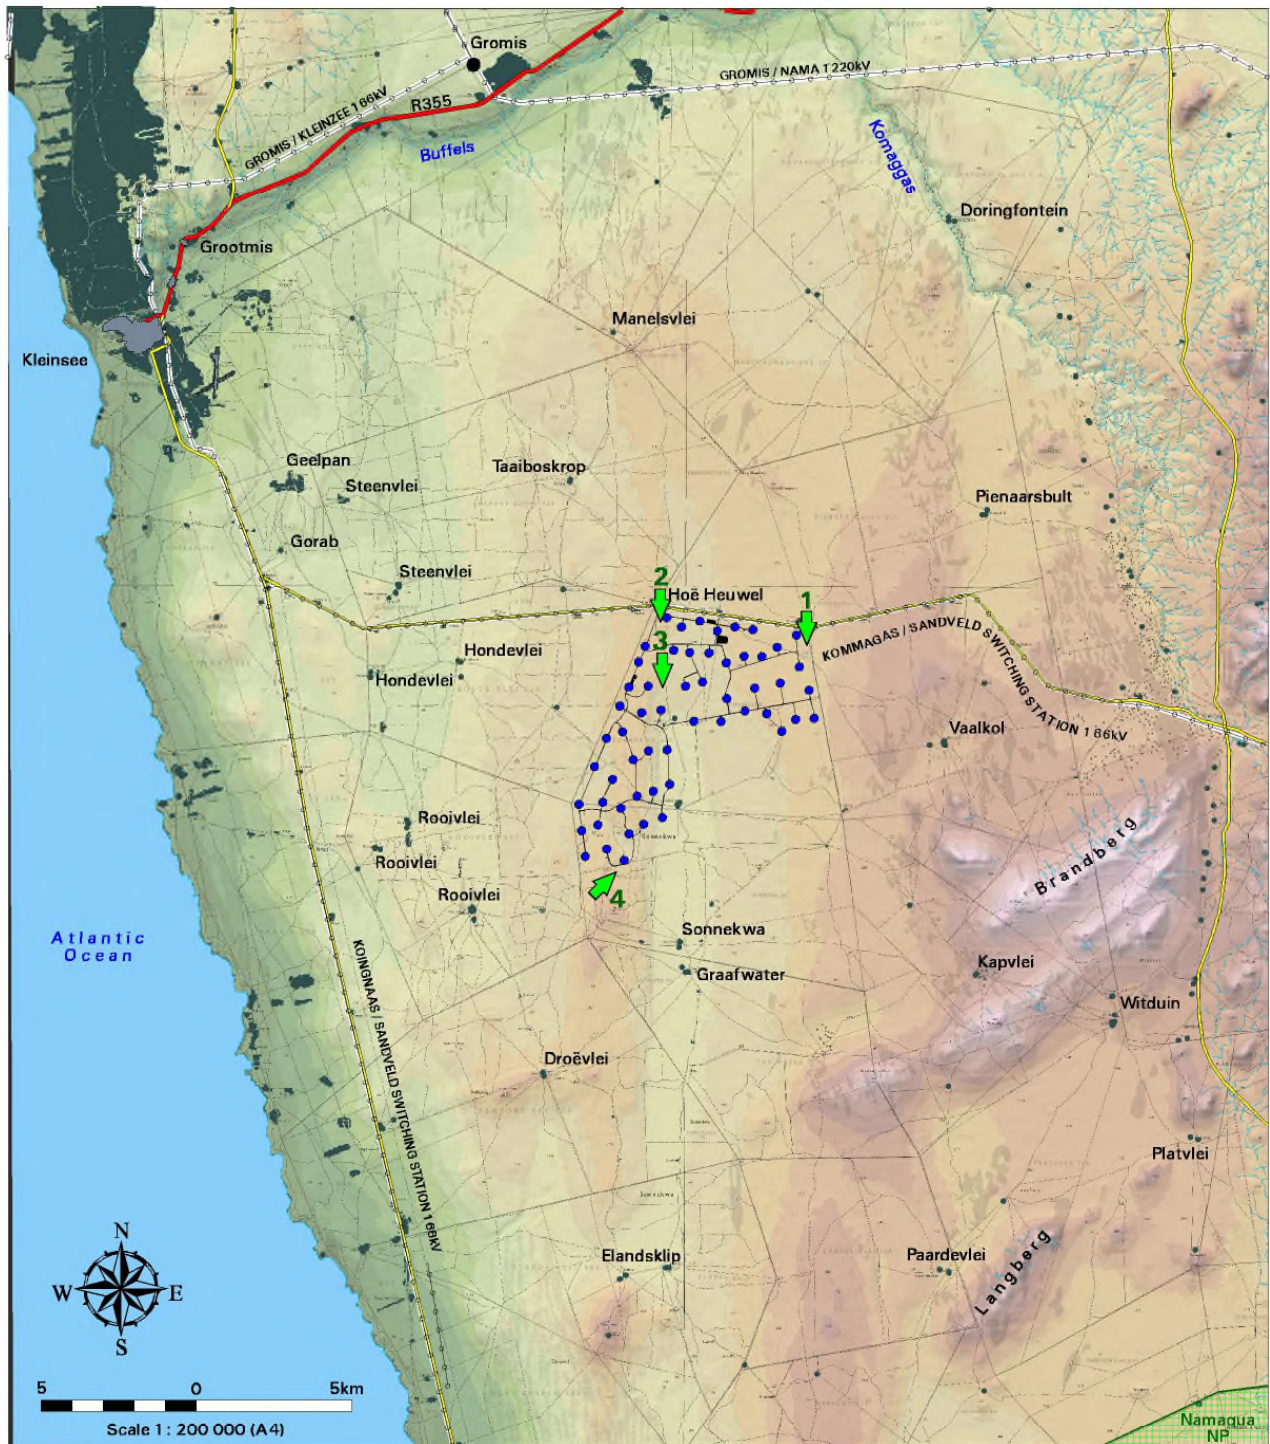 Gromis
GROMIS / NAMA 1 220kV
GROMIS / KLEINZEE 1 66kV
R355
Buffels
Komaggas
Doringfontein
Grootmis
Manelsvlei
Kleinsee
Geelpan
Taaiboskrop
Steenvlei
Pienaarsbult
Gorab
Steenvlei
2
Hoë Heuwel
1
3
KOMMAGAS / SANDVELD SWITCHING STATION 1 66kV
Hondevlei
Hondevlei
Vaalkol
Rooivlei
Rooivlei
Brandberg
Rooivlei
4
Sonnekwa
Atlantic
Ocean
KOINGNAAS / SANDVELD SWITCHING STATION 1 66kV
Graafwater
Kapvlei
Witduin
Droëvlei
Platvlei
N
W E
S
Elandsklip
Paardevlei
Langberg
5 0 5km
Scale 1 : 200 000 (A4)
Namaqua
NP